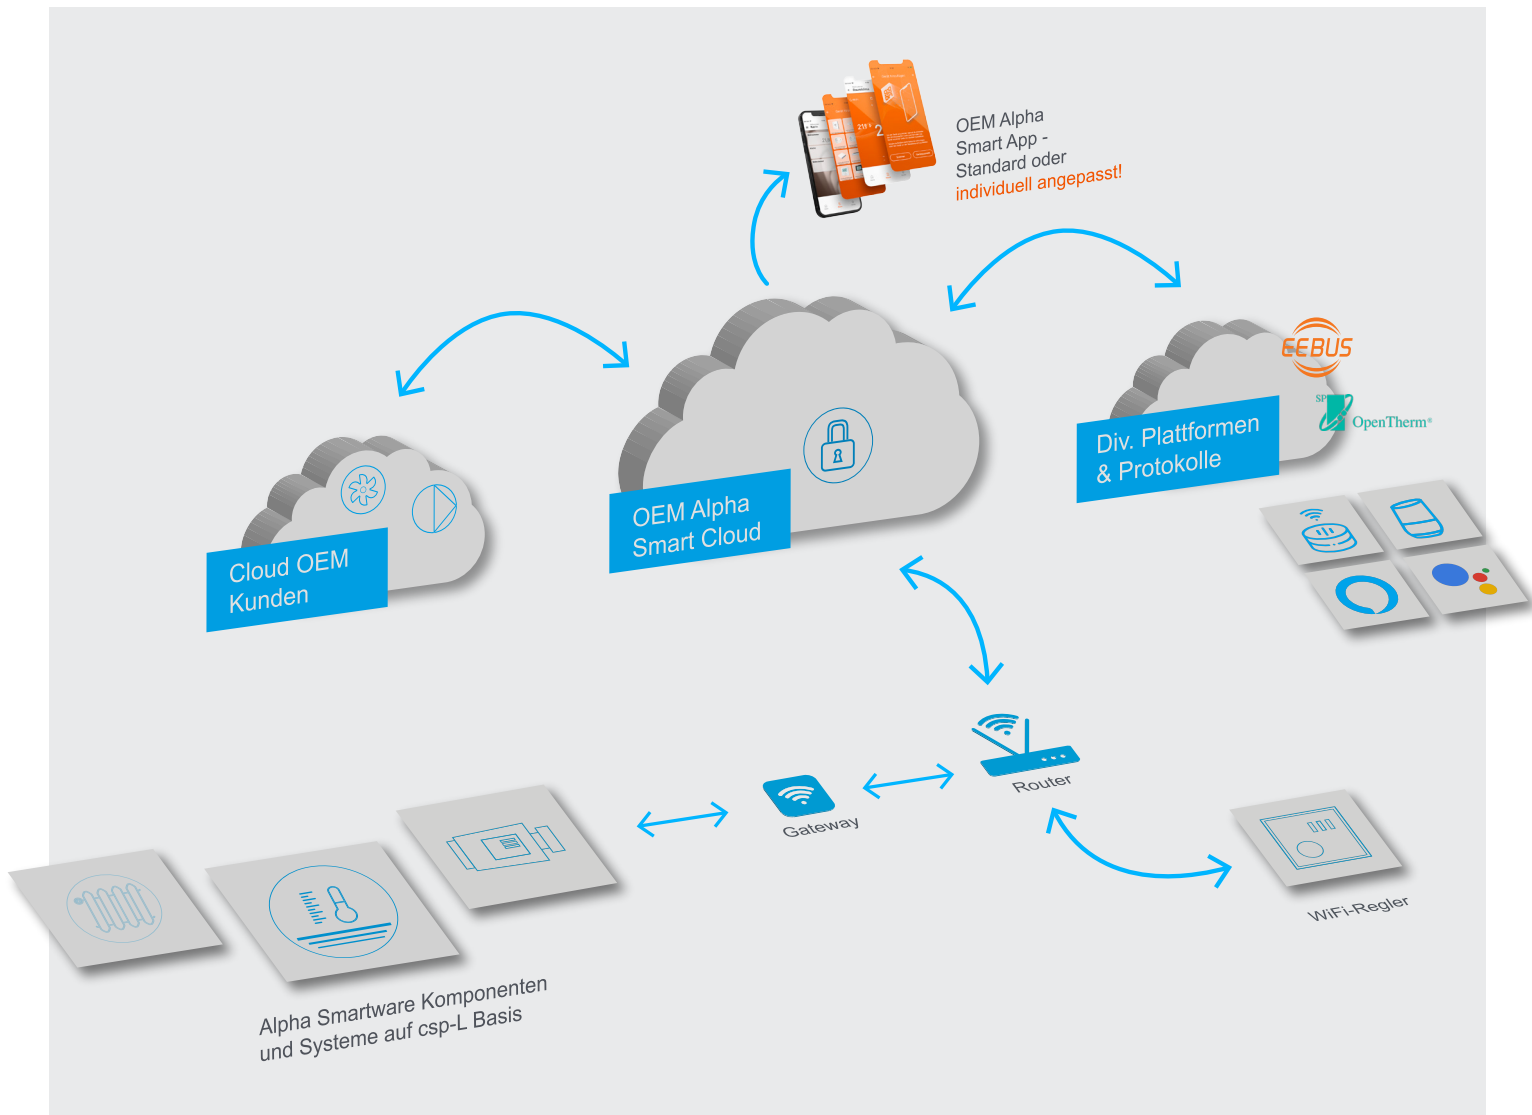 OEM Alpha
Smart App -
Standard oder
individuell angepasst!
EEBUS
OpenTherm®
Div. Plattformen
& Protokolle
OEM Alpha
Smart Cloud
Cloud OEM
Kunden
Router
Gateway
WiFi-Regler
Alpha Smartware Komponenten
und Systeme auf csp-L Basis